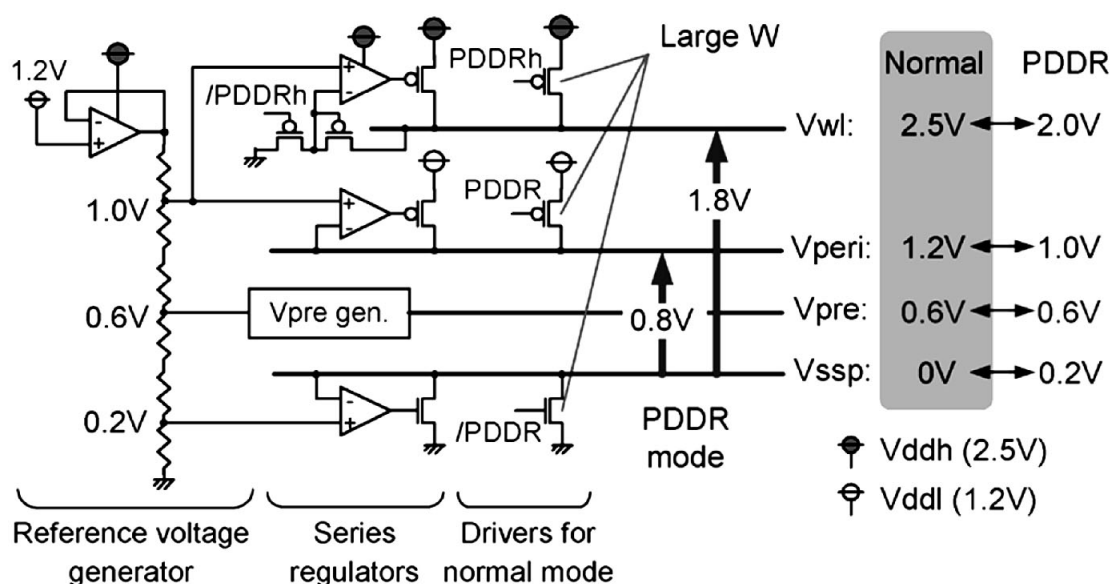 Large W
Normal
PDDR
1.2V
PDDRh
/PDDRh
Vwl:
2.5V
2.0V
1.8V
PDDR
1.0V
Vperi:
1.2V
1.0V
0.6V
Vpre gen.
0.8V
Vpre:
0.6V
0.6V
Vssp:
0V
0.2V
0.2V
/PDDR
PDDR
mode
Vddh (2.5V)
Vddl (1.2V)
Reference voltage
generator
Series
regulators
Drivers for
normal mode